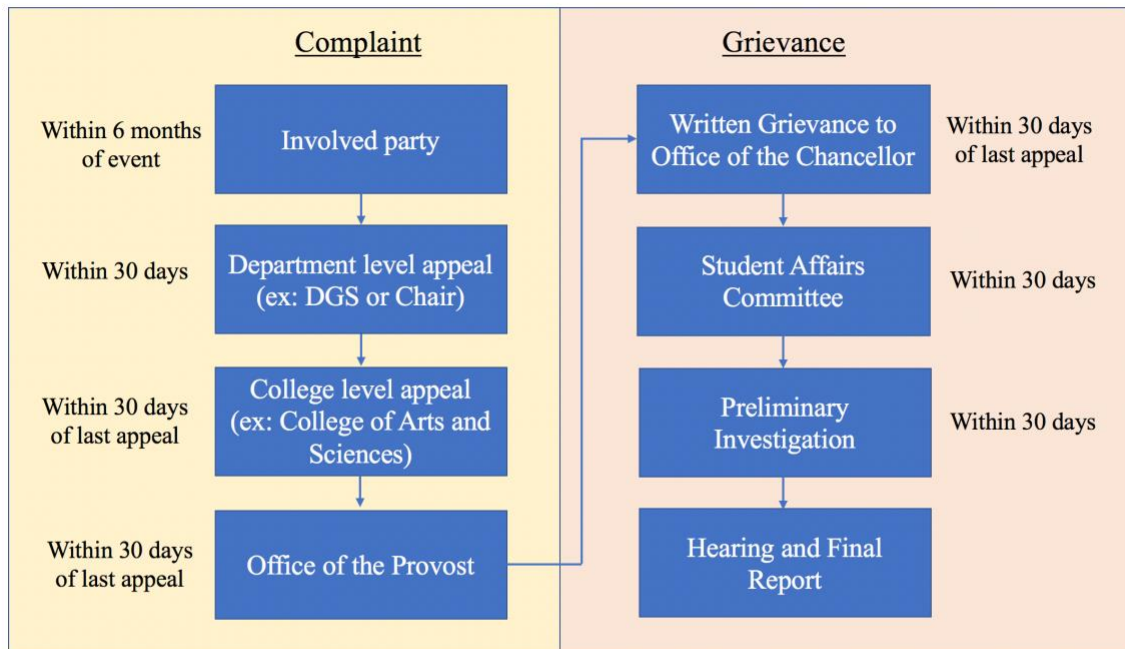 Complaint
Within 6 months
of event
Involved party
Within 30 days
Department level appeal
(ex: DGS or Chair)
Within 30 days
of last appeal
College level appeal
(ex: College of Arts and
Sciences)
Within 30 days
of last appeal
Office of the Provost
Grievance
Written Grievance to
Office of the Chancellor
Within 30 days
of last appeal
Student Affairs
Committee
Within 30 days
Preliminary
Investigation
Within 30 days
Hearing and Final
Report